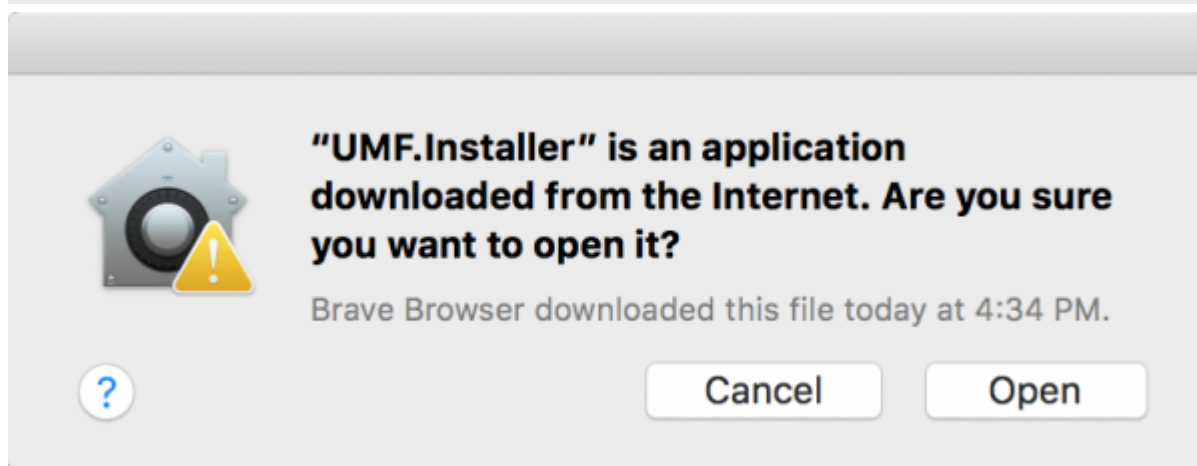 "UMF.Installer" is an application
downloaded from the Internet. Are you sure
you want to open it?
Brave Browser downloaded this file today at 4:34 PM.
?
Cancel
Open